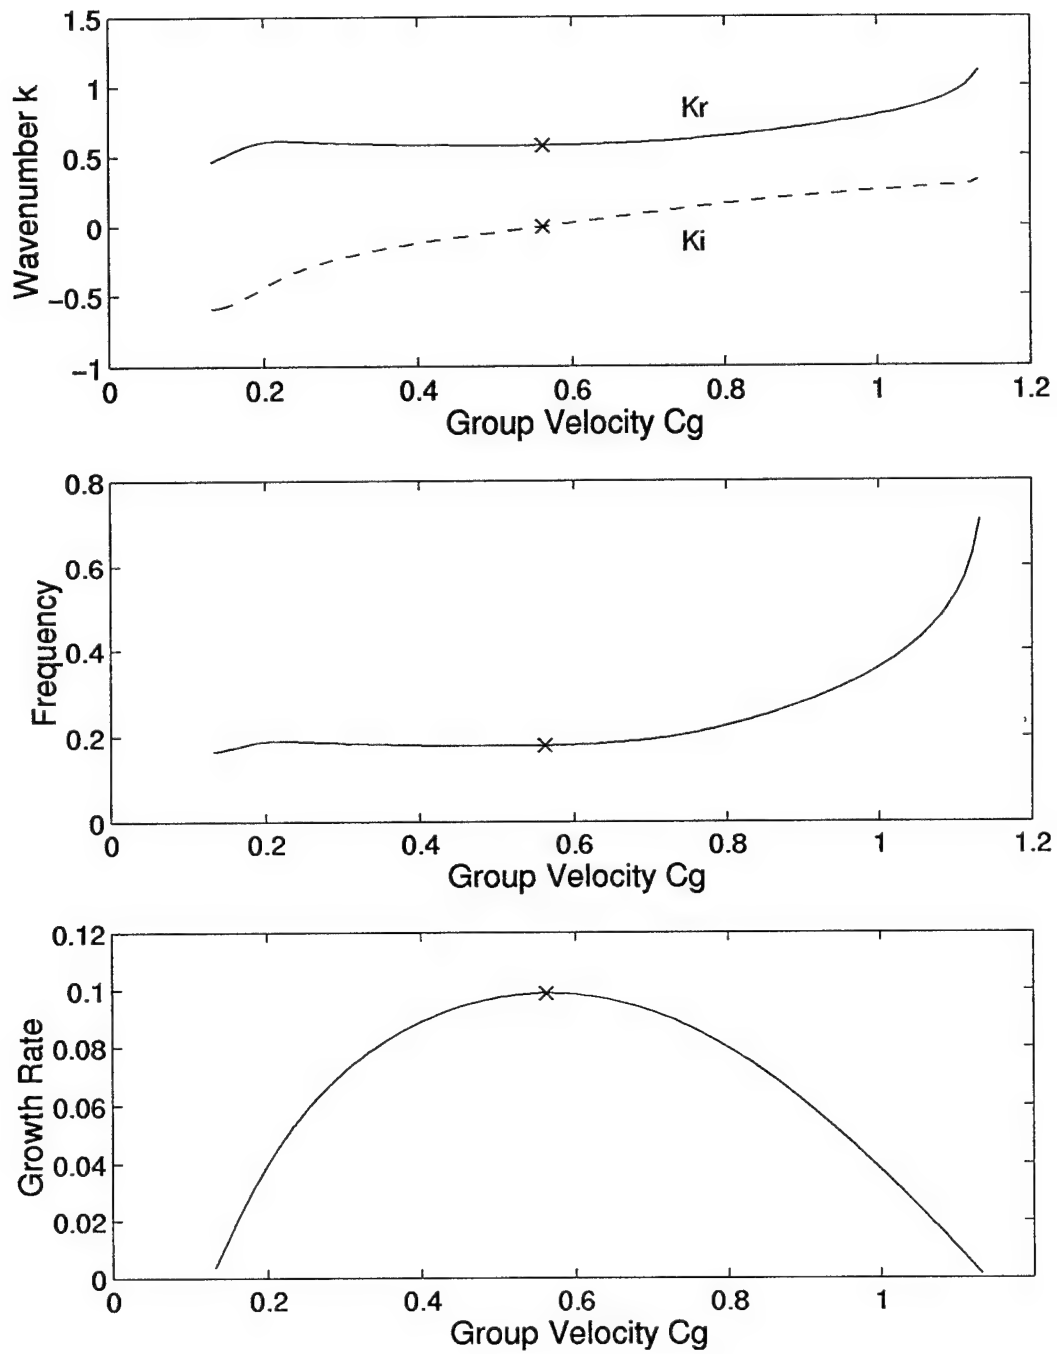 1.5
1
0.5
0
−0.5
−1
Wavenumber k
Kr
Ki
0 0.2 0.4 0.6 0.8 1 1.2
Group Velocity Cg
0.8
0.6
0.4
0.2
0
Frequency
0 0.2 0.4 0.6 0.8 1 1.2
Group Velocity Cg
0.12
0.1
0.08
0.06
0.04
0.02
0
Growth Rate
0 0.2 0.4 0.6 0.8 1
Group Velocity Cg